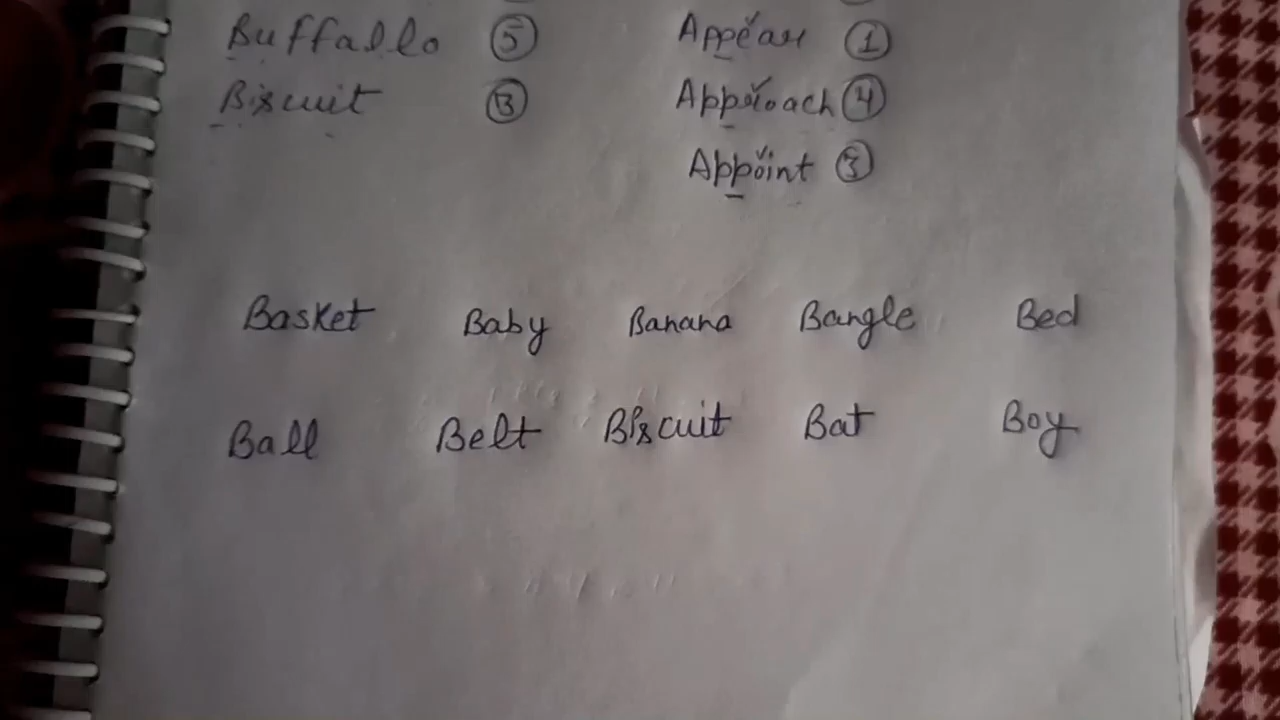 Buffallo ⑤ Appear ①
Biscuit ③ Approach ④
Appoint ③
Basket Baby Banana Bangle Bed
Ball Belt Biscuit Bat Boy